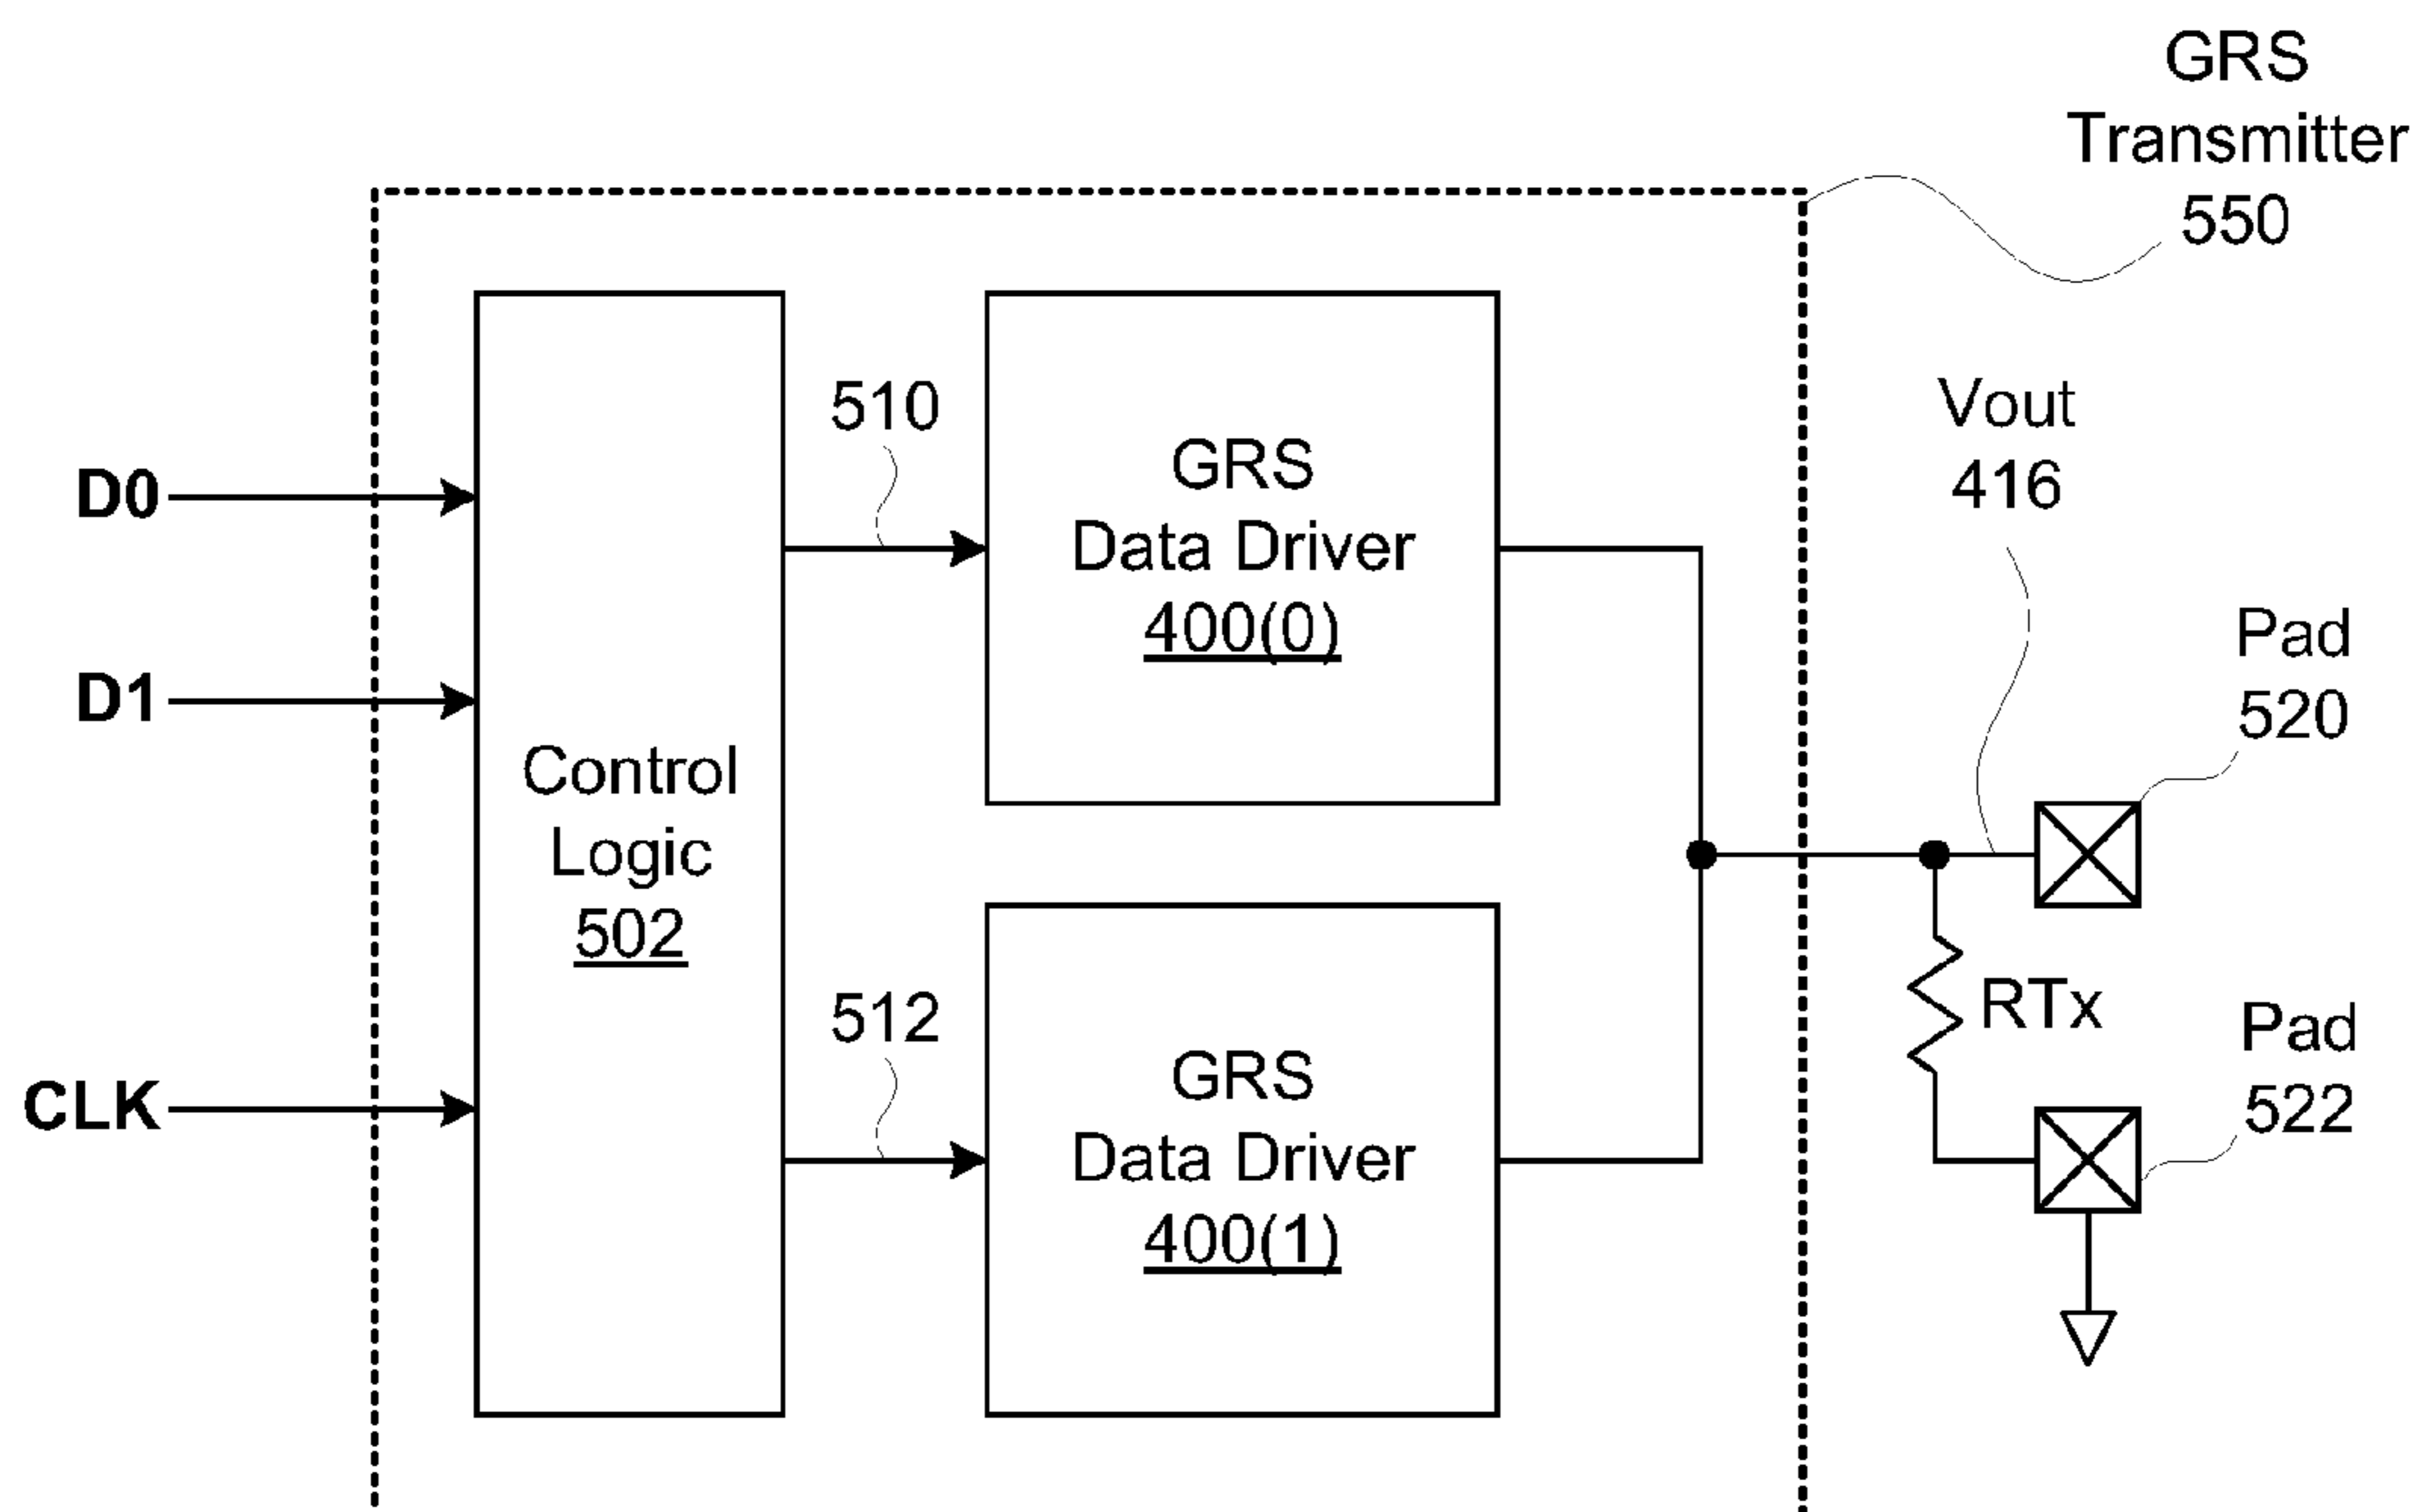 GRS
Transmitter
550
510
GRS
Data Driver
400(0)
Vout
416
D0
D1
Pad
520
Control
Logic
502
512
GRS
Data Driver
400(1)
RTx
Pad
522
CLK